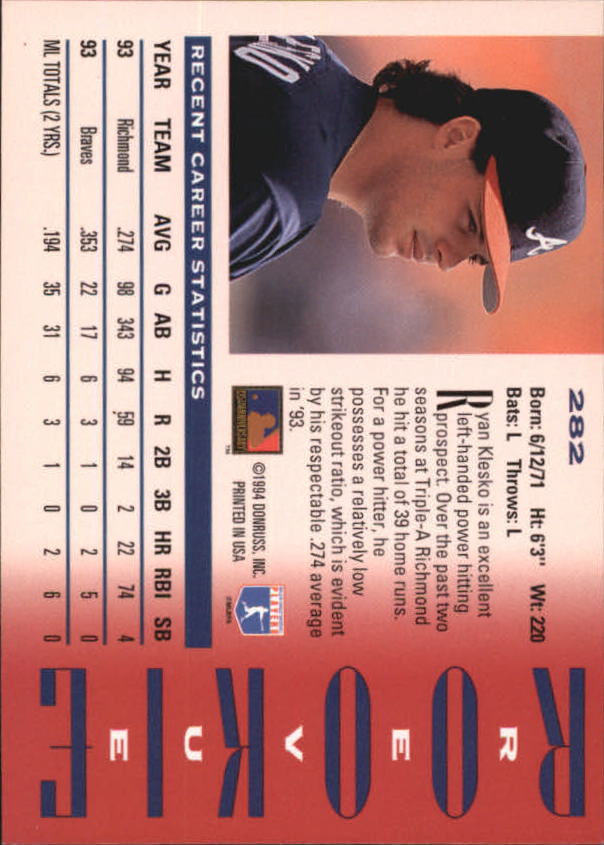 282
Born: 6/12/71 Ht: 6'3" Wt: 220
Bats: L Throws: L
Ryan Klesko is an excellent
left-handed power hitting
prospect. Over the past two
seasons at Triple-A Richmond
he hit a total of 39 home runs.
For a power hitter, he
possesses a relatively low
strikeout ratio, which is evident
by his respectable .274 average
in '93.
©1994 DONRUSS, INC.
PRINTED IN USA
RECENT CAREER STATISTICS
YEAR TEAM AVG G AB H R 2B 3B HR RBI SB
93 Richmond .274 98 343 94 59 14 2 22 74 4
93 Braves .353 22 17 6 3 1 0 2 5 0
ML TOTALS (2 YRS.) .194 35 31 6 3 1 0 2 6 0
ROOKIE
REVUE
A